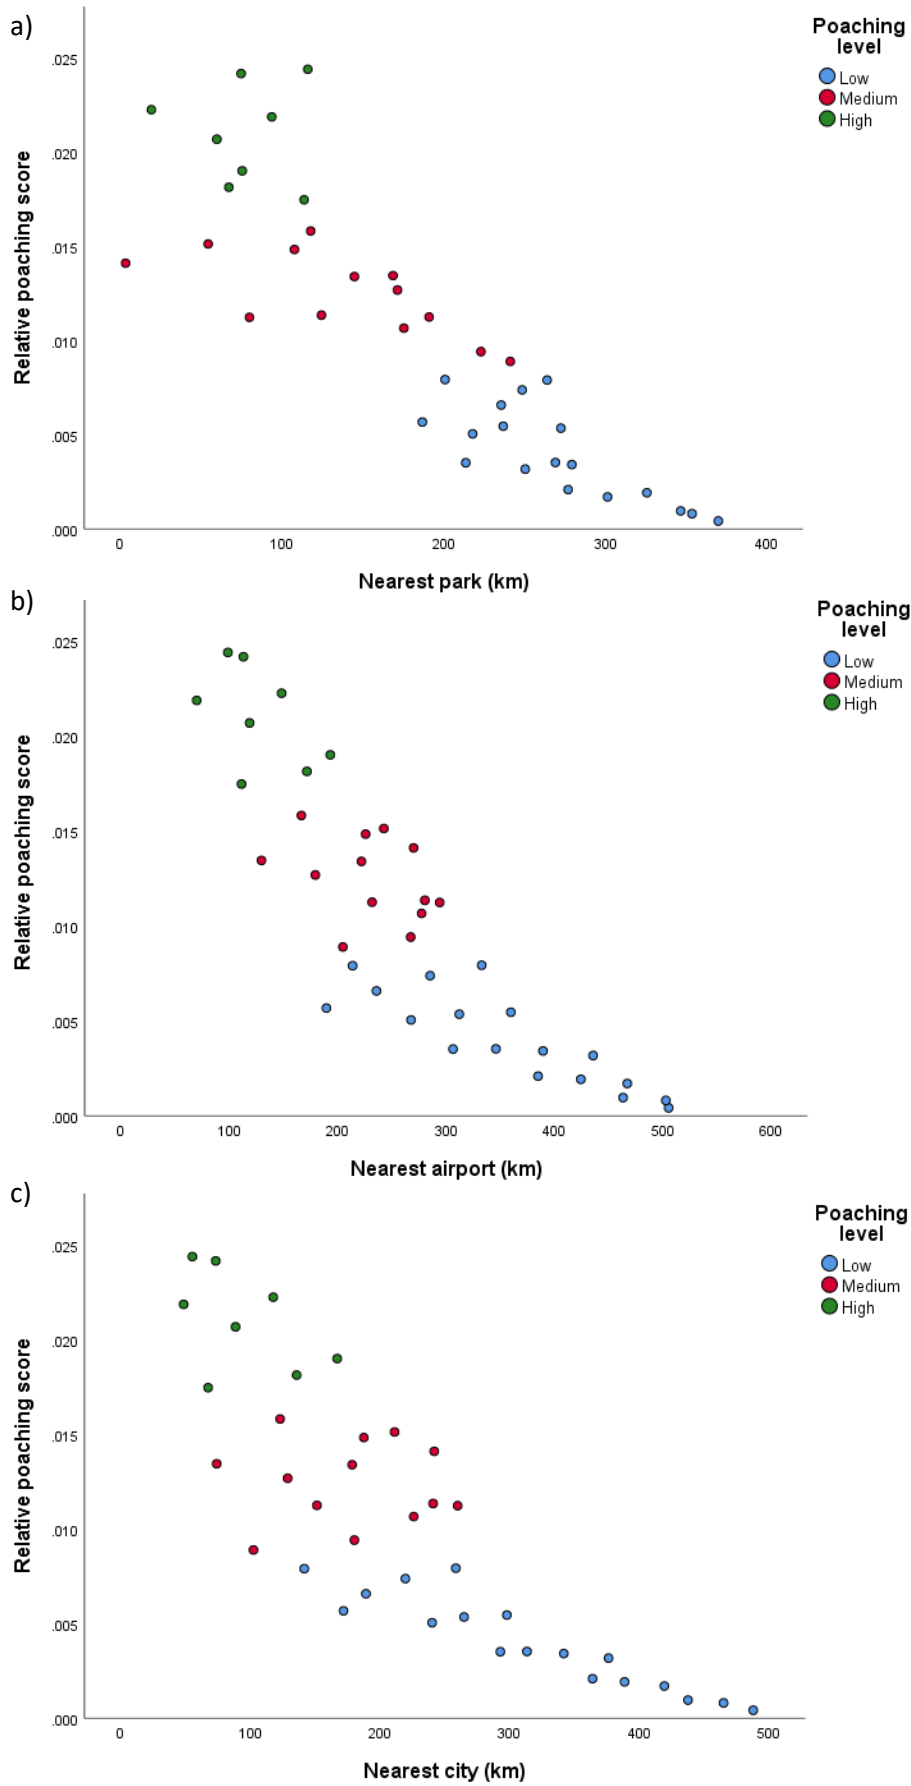 a)
Poaching
level
Low
Medium
High
Relative poaching score
.025
.020
.015
.010
.005
.000
0 100 200 300 400
Nearest park (km)
b)
Poaching
level
Low
Medium
High
Relative poaching score
.025
.020
.015
.010
.005
.000
0 100 200 300 400 500 600
Nearest airport (km)
c)
Poaching
level
Low
Medium
High
Relative poaching score
.025
.020
.015
.010
.005
.000
0 100 200 300 400 500
Nearest city (km)